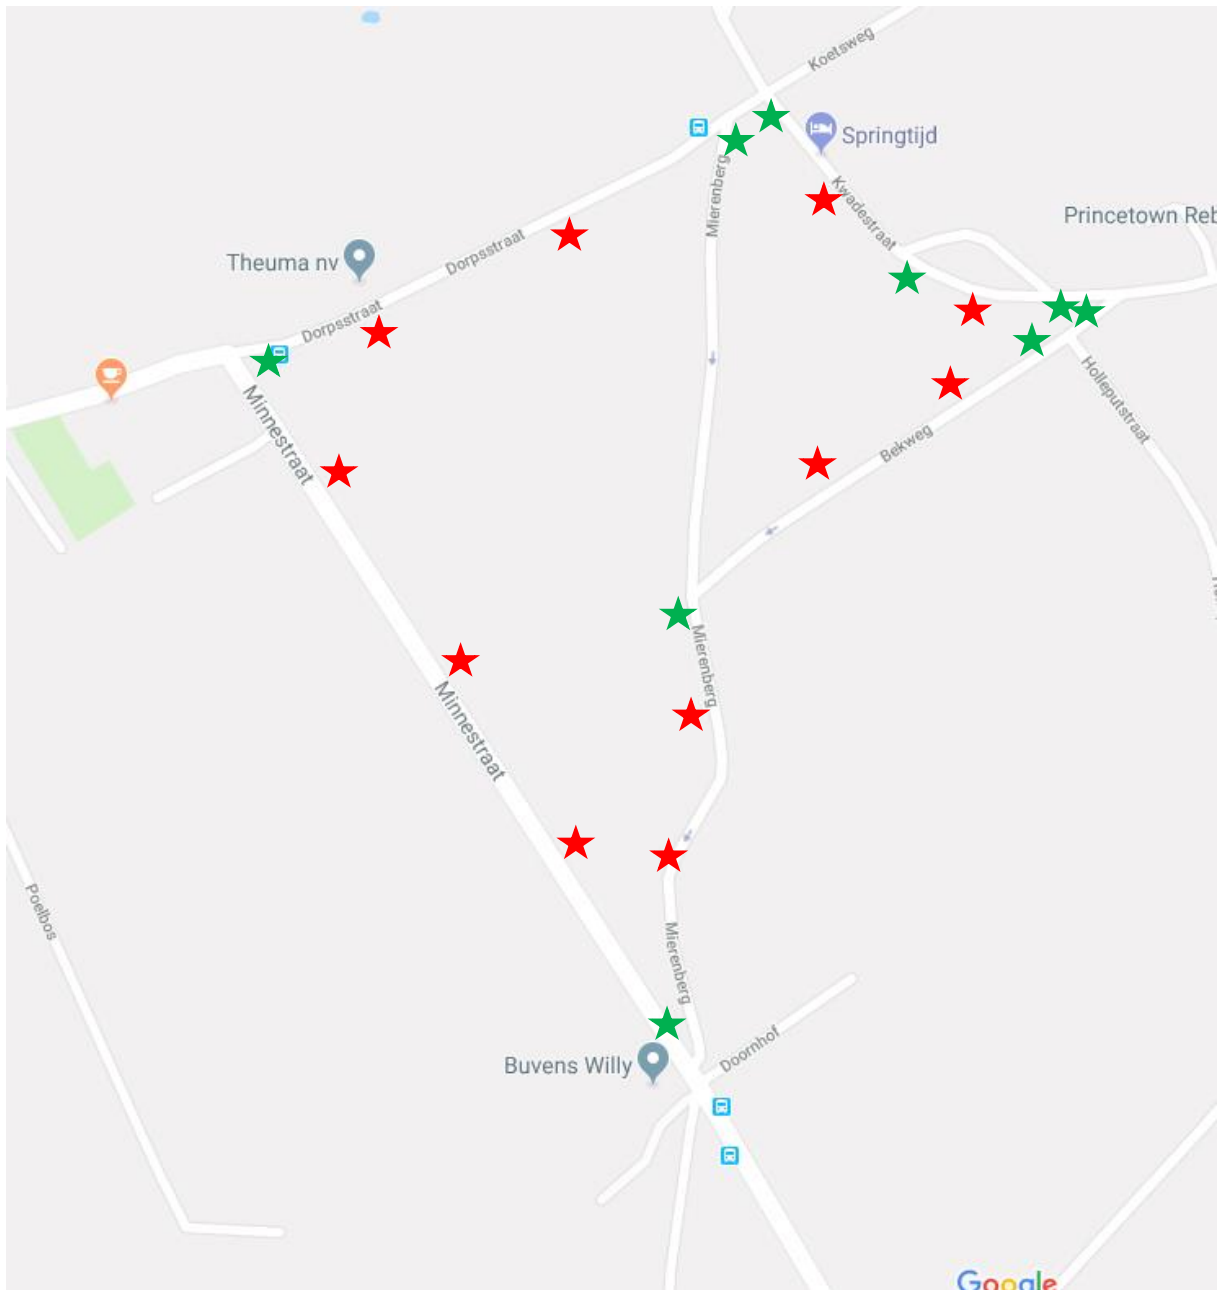 Koetsweg
Springtijd
Mierenberg
Kwadestraat
Princetown Reb
Dorpsstraat
Theuma nv
Dorpsstraat
Holleputstraat
Minnestraat
Bekweg
Mierenberg
Minnestraat
Poelbos
Mierenberg
Doornhof
Buvens Willy
Google